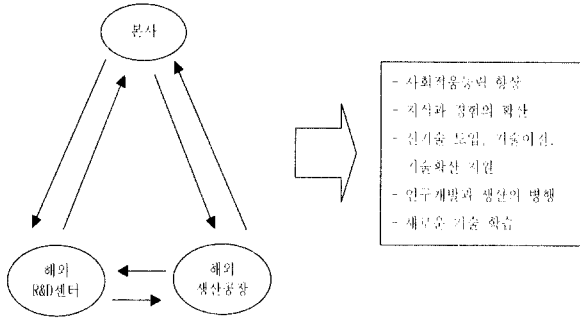 본사
해외
R&D센터
해외
생산공장
- 사회적응능력 향상
- 지식과 경험의 확산
- 신기술 도입, 기술이전,
기술확산 지원
- 연구개발과 생산의 병행
- 새로운 기술 학습